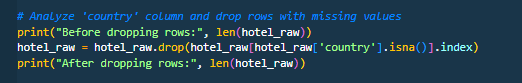 # Analyze 'country' column and drop rows with missing values
print("Before dropping rows:", len(hotel_raw))
hotel_raw = hotel_raw.drop(hotel_raw[hotel_raw['country'].isna()].index)
print("After dropping rows:", len(hotel_raw))